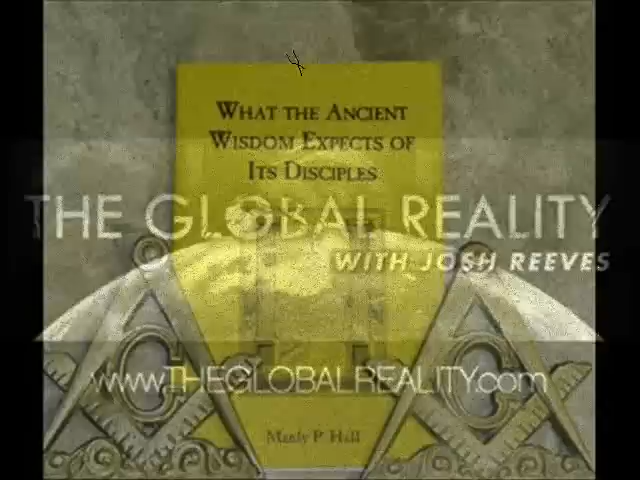 WHAT THE ANCIENT
WISDOM EXPECTS OF
ITS DISCIPLES
THE GLOBAL REALITY
WITH JOSH REEVES
www.THEGLOBALREALITY.com
Manly P. Hall
G
G